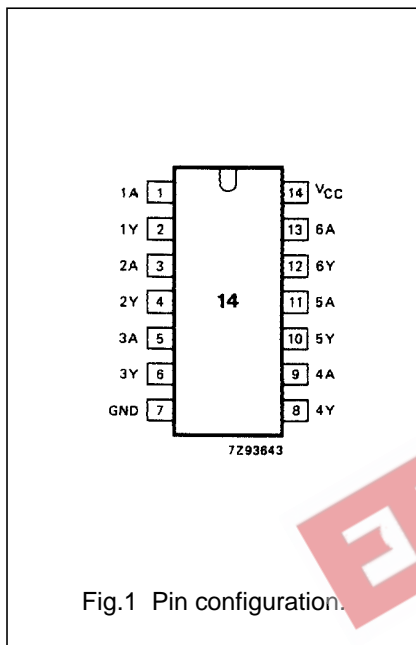 1A 1 14 VCC
1Y 2 13 6A
2A 3 12 6Y
2Y 4 14 11 5A
3A 5 10 5Y
3Y 6 9 4A
GND 7 8 4Y
7Z93643
Fig.1 Pin configuration.